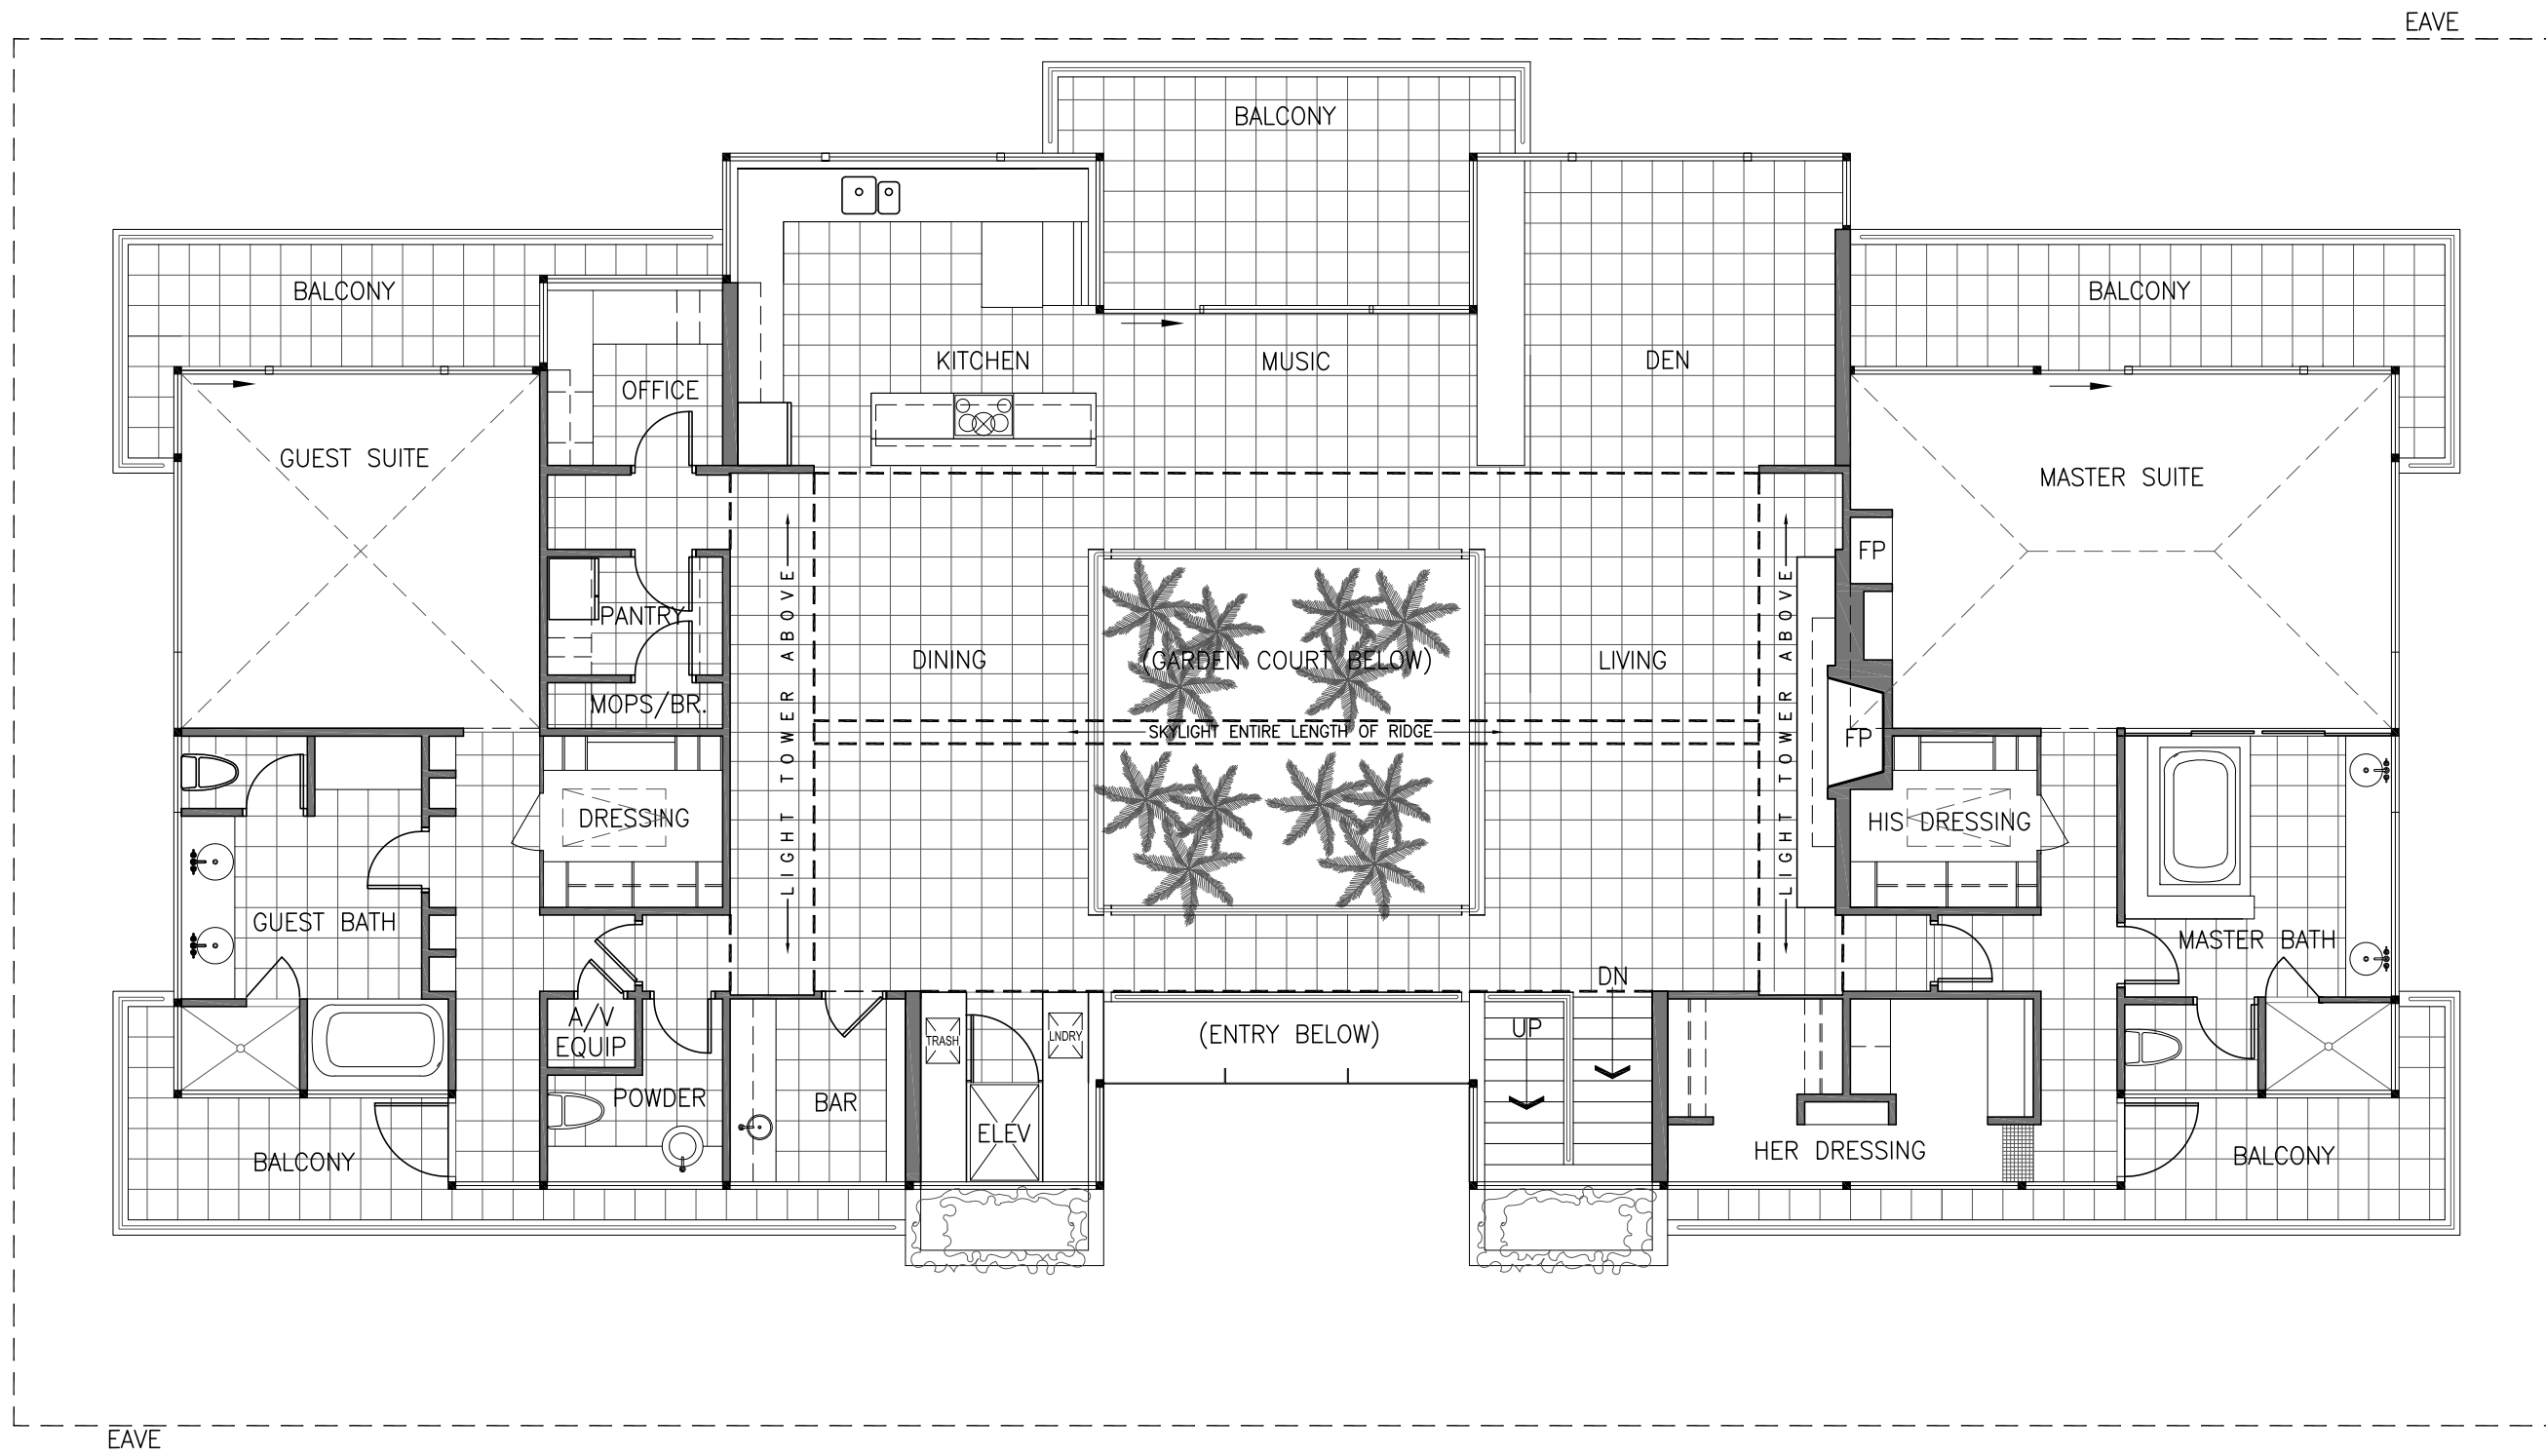 EAVE
BALCONY
BALCONY
BALCONY
KITCHEN
MUSIC
DEN
OFFICE
GUEST SUITE
MASTER SUITE
FP
PANTRY
LIGHT TOWER ABOVE
DINING
(GARDEN COURT BELOW)
LIVING
LIGHT TOWER ABOVE
MOPS/BR.
SKYLIGHT ENTIRE LENGTH OF RIDGE
FP
DRESSING
HIS DRESSING
GUEST BATH
MASTER BATH
DN
A/V
EQUIP
TRASH
LNDRY
(ENTRY BELOW)
UP
POWDER
BAR
ELEV
HER DRESSING
BALCONY
BALCONY
EAVE